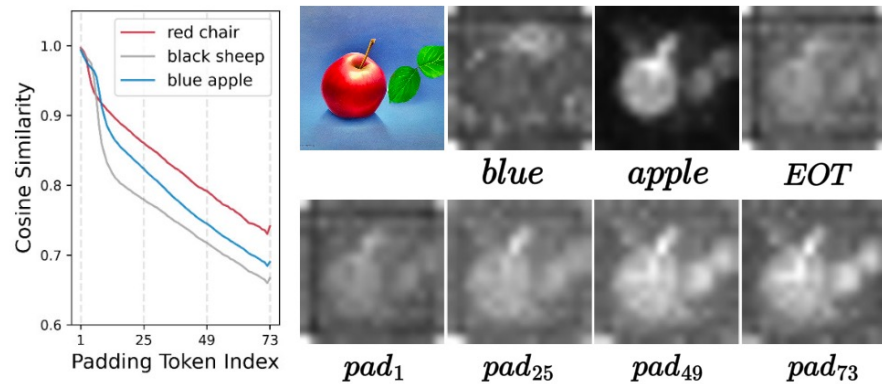 1.0
0.9
0.8
0.7
0.6
Cosine Similarity
red chair
black sheep
blue apple
1 25 49 73
Padding Token Index
blue apple EOT
pad₁ pad₂₅ pad₄₉ pad₇₃